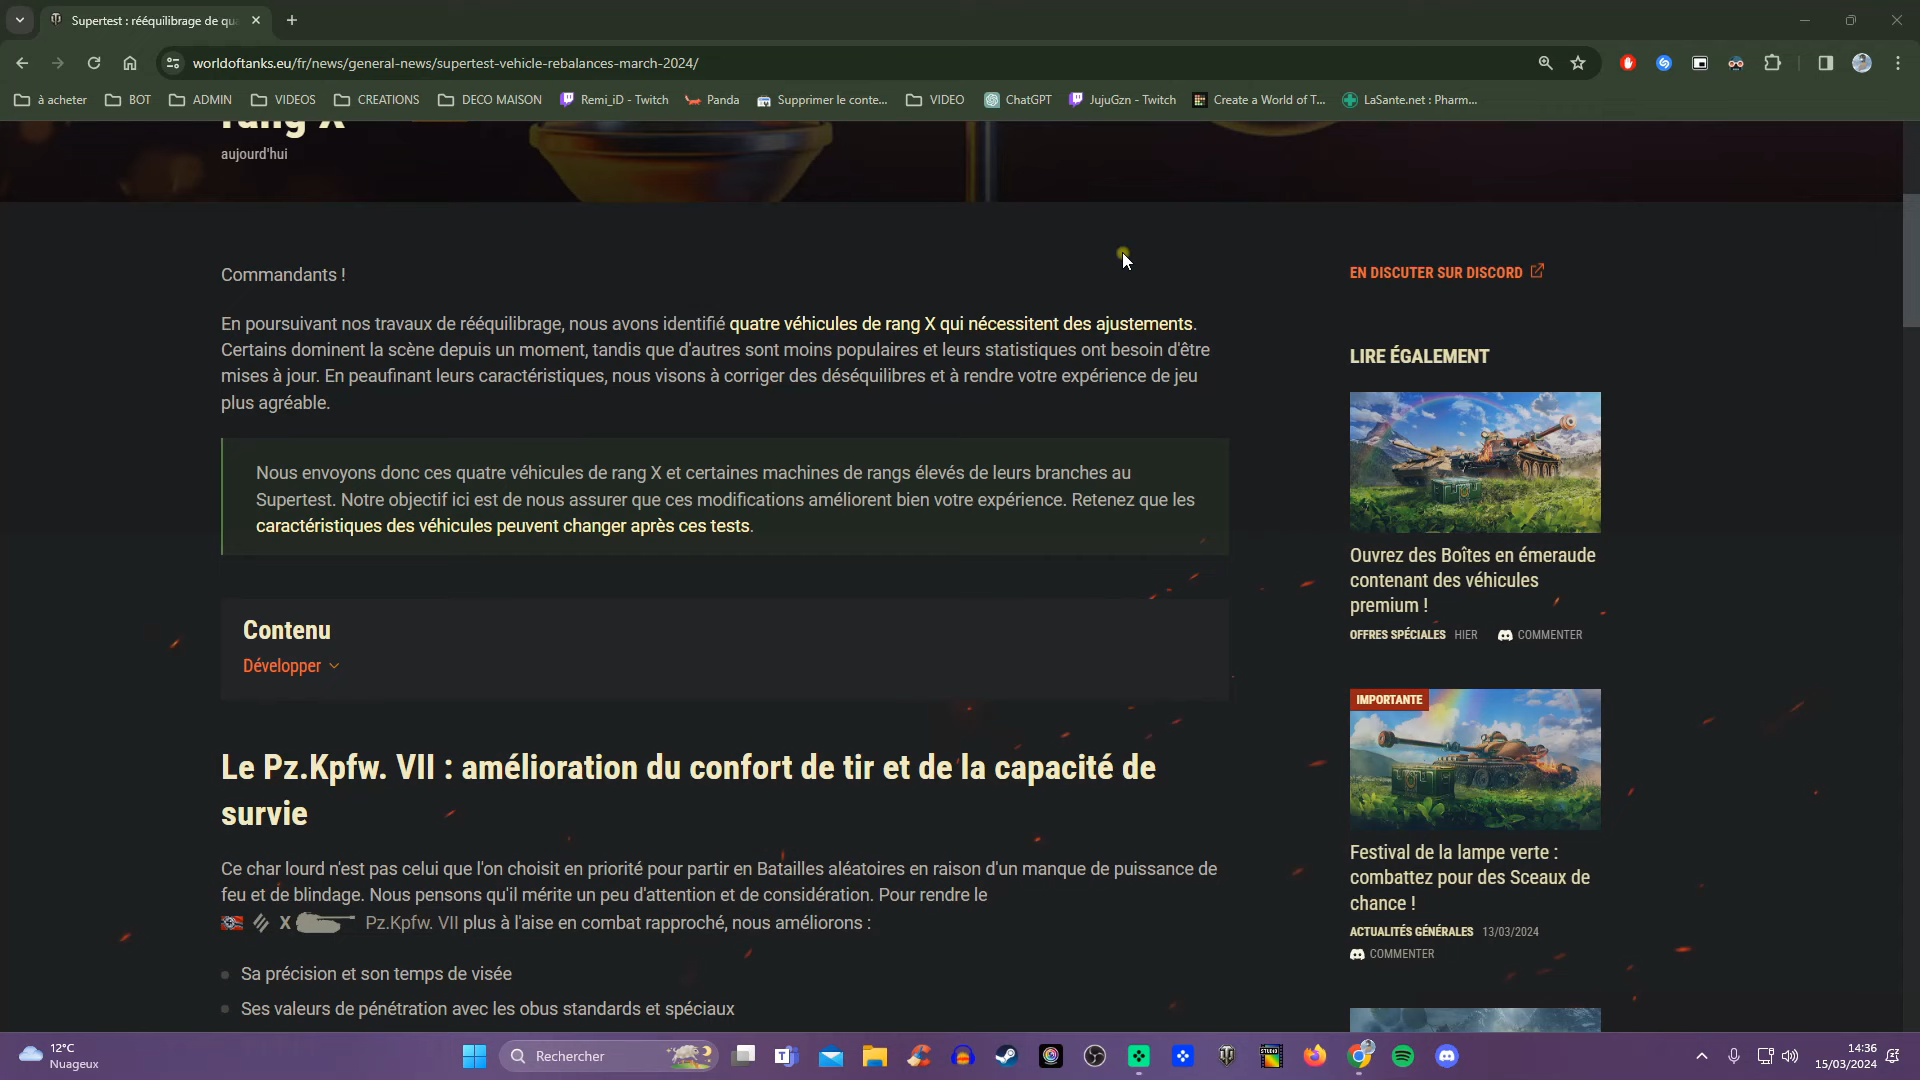 Supertest : rééquilibrage de qu
worldoftanks.eu/fr/news/general-news/supertest-vehicle-rebalances-march-2024/
à acheter
BOT
ADMIN
VIDEOS
CREATIONS
DECO MAISON
Remi_iD - Twitch
Panda
Supprimer le conte...
VIDEO
ChatGPT
JujuGzn - Twitch
Create a World of T...
LaSante.net : Pharm...
rang X
aujourd'hui
Commandants !
En poursuivant nos travaux de rééquilibrage, nous avons identifié quatre véhicules de rang X qui nécessitent des ajustements.
Certains dominent la scène depuis un moment, tandis que d'autres sont moins populaires et leurs statistiques ont besoin d'être
mises à jour. En peaufinant leurs caractéristiques, nous visons à corriger des déséquilibres et à rendre votre expérience de jeu
plus agréable.
Nous envoyons donc ces quatre véhicules de rang X et certaines machines de rangs élevés de leurs branches au
Supertest. Notre objectif ici est de nous assurer que ces modifications améliorent bien votre expérience. Retenez que les
caractéristiques des véhicules peuvent changer après ces tests.
Contenu
Développer
Le Pz.Kpfw. VII : amélioration du confort de tir et de la capacité de
survie
Ce char lourd n'est pas celui que l'on choisit en priorité pour partir en Batailles aléatoires en raison d'un manque de puissance de
feu et de blindage. Nous pensons qu'il mérite un peu d'attention et de considération. Pour rendre le
X Pz.Kpfw. VII plus à l'aise en combat rapproché, nous améliorons :
Sa précision et son temps de visée
Ses valeurs de pénétration avec les obus standards et spéciaux
EN DISCUTER SUR DISCORD
LIRE ÉGALEMENT
Ouvrez des Boîtes en émeraude
contenant des véhicules
premium !
OFFRES SPÉCIALES HIER COMMENTER
IMPORTANTE
Festival de la lampe verte :
combattez pour des Sceaux de
chance !
ACTUALITÉS GÉNÉRALES 13/03/2024
COMMENTER
12°C
Nuageux
Rechercher
14:36
15/03/2024